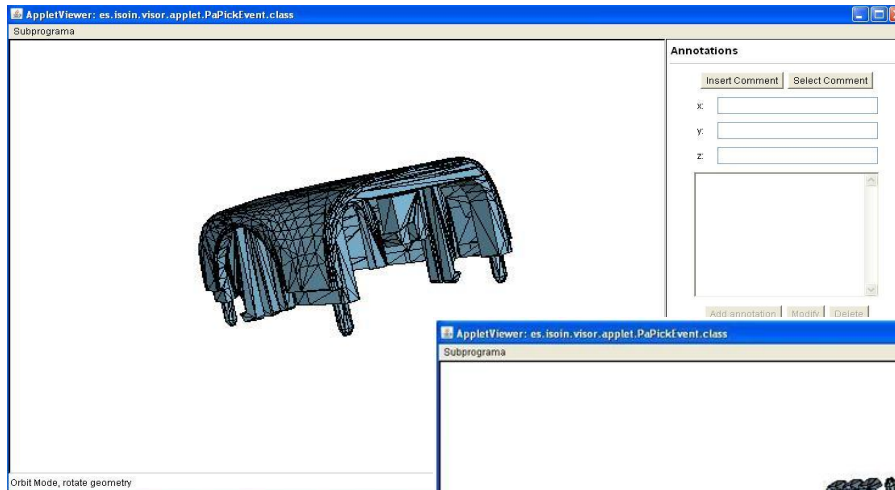 AppletViewer: es.isoin.visor.applet.PaPickEvent.class
Subprograma
Annotations
Insert Comment Select Comment
x:
y:
z:
Add annotation Modify Delete
Orbit Mode, rotate geometry
AppletViewer: es.isoin.visor.applet.PaPickEvent.class
Subprograma